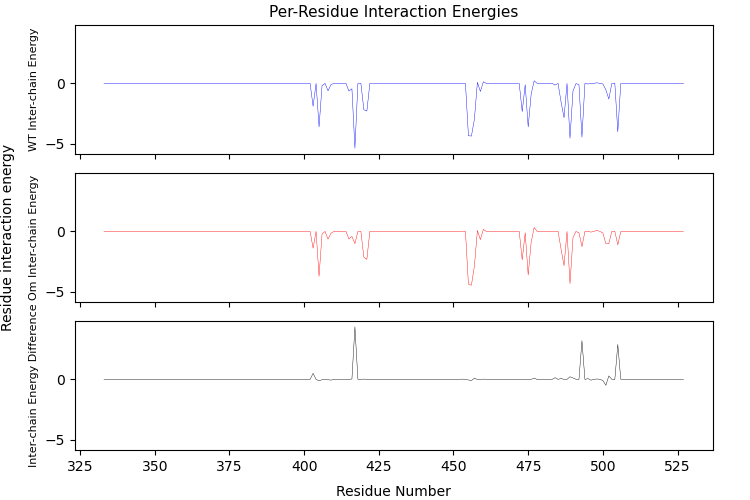 Per-Residue Interaction Energies
Residue interaction energy
WT Inter-chain Energy
0
−5
Om Inter-chain Energy
0
−5
Inter-chain Energy Difference
0
−5
325 350 375 400 425 450 475 500 525
Residue Number